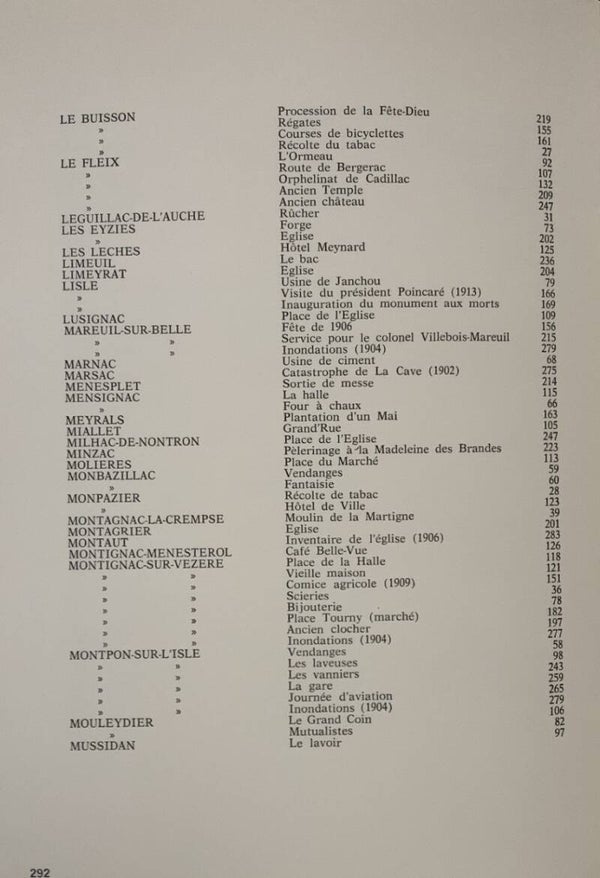 LE BUISSON Procession de la Fête-Dieu 219
» Régates 155
» Courses de bicyclettes 161
» Récolte du tabac 27
LE FLEIX L'Ormeau 92
» Route de Bergerac 107
» Orphelinat de Cadillac 132
» Ancien Temple 209
» Ancien château 247
LEGUILLAC-DE-L'AUCHE Rûcher 31
LES EYZIES Forge 73
» Eglise 202
LES LECHES Hôtel Meynard 125
LIMEUIL Le bac 236
LIMEYRAT Eglise 204
LISLE Usine de Janchou 79
» Visite du président Poincaré (1913) 166
» Inauguration du monument aux morts 169
LUSIGNAC Place de l'Eglise 109
MAREUIL-SUR-BELLE Fête de 1906 156
» » Service pour le colonel Villebois-Mareuil 215
» » Inondations (1904) 279
MARNAC Usine de ciment 68
MARSAC Catastrophe de La Cave (1902) 275
MENESPLET Sortie de messe 214
MENSIGNAC La halle 115
» Four à chaux 66
MEYRALS Plantation d'un Mai 163
MIALLET Grand'Rue 105
MILHAC-DE-NONTRON Place de l'Eglise 247
MINZAC Pèlerinage à la Madeleine des Brandes 223
MOLIERES Place du Marché 113
MONBAZILLAC Vendanges 59
» Fantaisie 60
MONPAZIER Récolte de tabac 28
» Hôtel de Ville 123
MONTAGNAC-LA-CREMPSE Moulin de la Martigne 39
MONTAGRIER Eglise 201
MONTAUT Inventaire de l'église (1906) 283
MONTIGNAC-MENESTEROL Café Belle-Vue 126
MONTIGNAC-SUR-VEZERE Place de la Halle 118
» » Vieille maison 121
» » Comice agricole (1909) 151
» » Scieries 36
» » Bijouterie 78
» » Place Tourny (marché) 182
» » Ancien clocher 197
» » Inondations (1904) 277
MONTPON-SUR-L'ISLE Vendanges 58
» » Les laveuses 98
» » Les vanniers 243
» » La gare 259
» » Journée d'aviation 265
» » Inondations (1904) 279
MOULEYDIER Le Grand Coin 106
» Mutualistes 82
MUSSIDAN Le lavoir 97
292